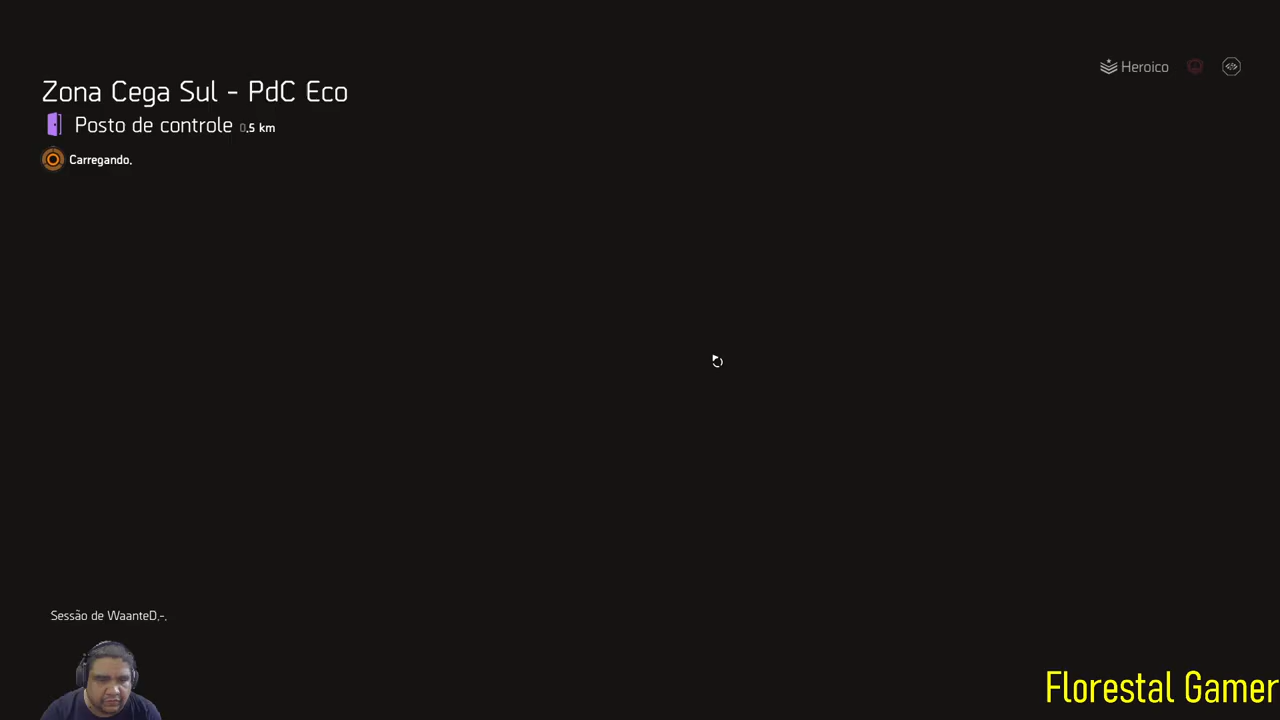 Zona Cega Sul - PdC Eco
Heroico
Posto de controle 0.5 km
Carregando.
Sessão de WaanteD.-.
Florestal Gamer